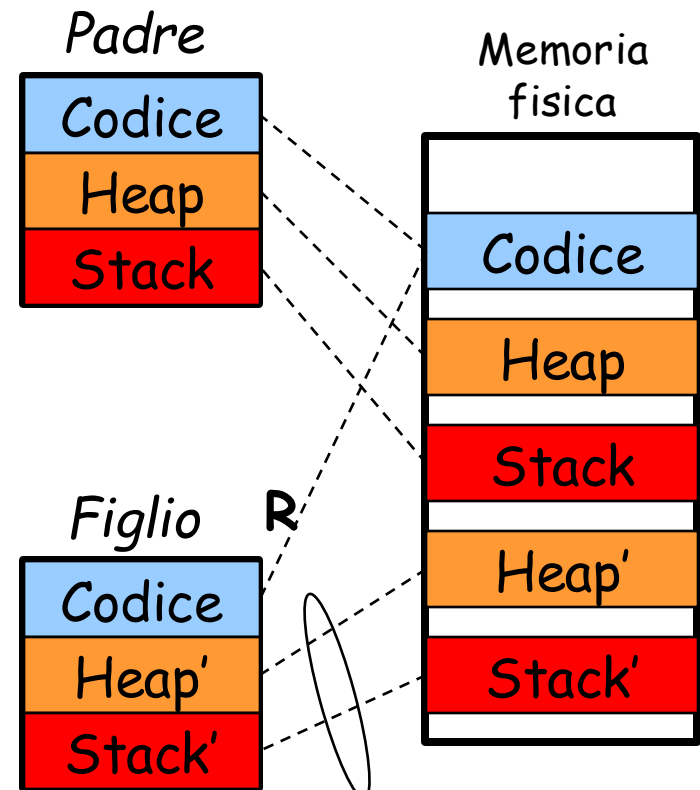 Padre
Codice
Heap
Stack
Memoria
fisica
Codice
Heap
Stack
Heap'
Stack'
Figlio
R
Codice
Heap'
Stack'